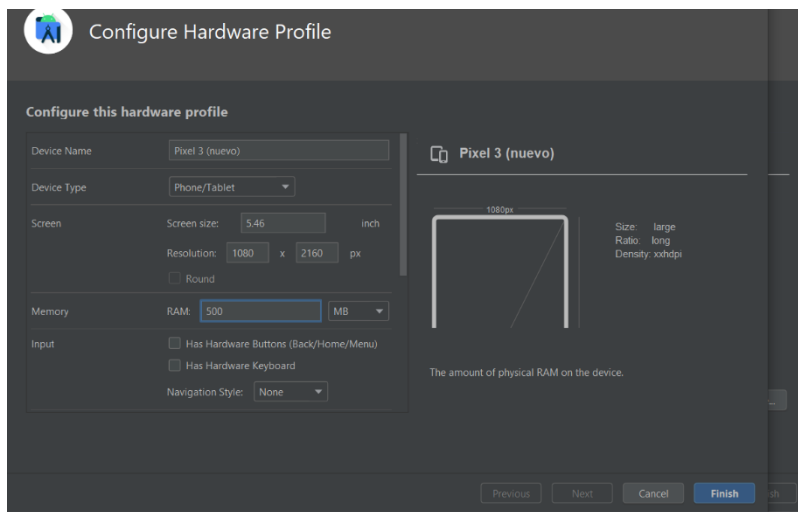 Configure Hardware Profile
Configure this hardware profile
Device Name Pixel 3 (nuevo)
Device Type Phone/Tablet
Screen Screen size: 5.46 inch
Resolution: 1080 x 2160 px
Round
Memory RAM: 500 MB
Input Has Hardware Buttons (Back/Home/Menu)
Has Hardware Keyboard
Navigation Style: None
Pixel 3 (nuevo)
1080px
Size: large
Ratio: long
Density: xxhdpi
The amount of physical RAM on the device.
Previous Next Cancel Finish